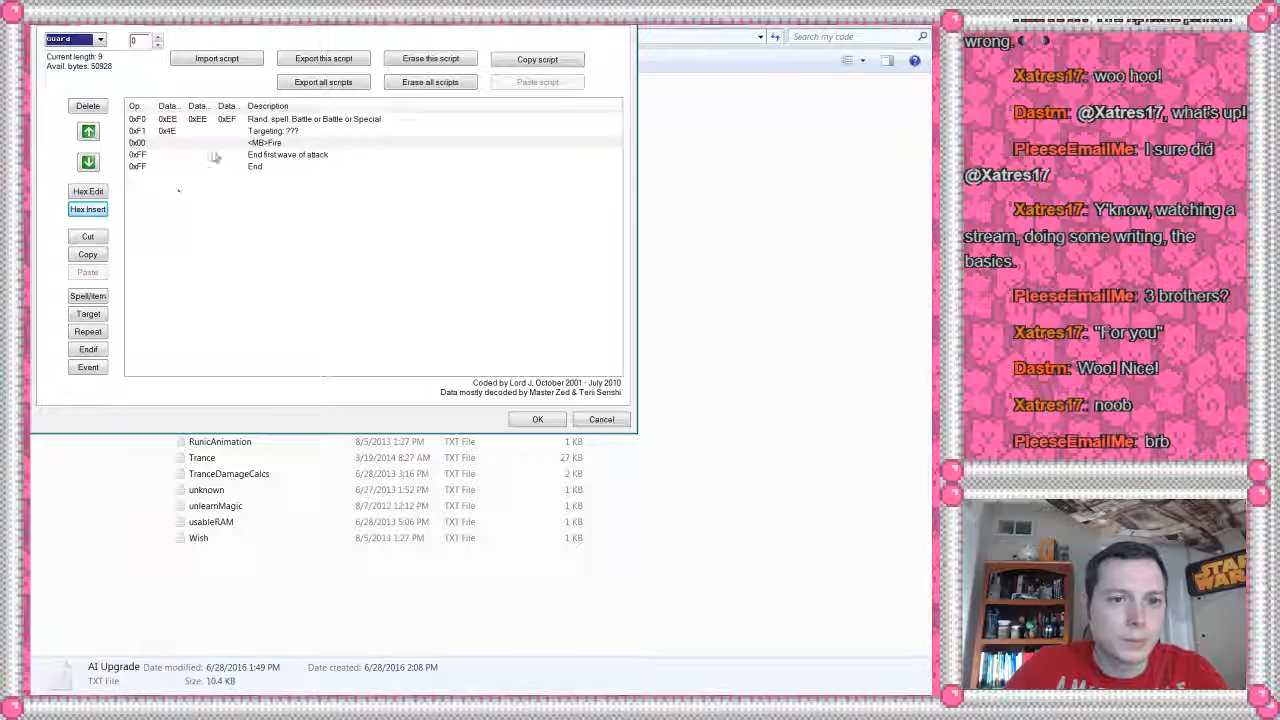 Guard
0
Current length: 9
Avail. bytes: 50928
Import script
Export this script
Erase this script
Copy script
Export all scripts
Erase all scripts
Paste script
Search my code
Delete
Hex Edit
Hex Insert
Cut
Copy
Paste
Spell/item
Target
Repeat
Endif
Event
Op. Data... Data... Data... Description
0xF0 0xEE 0xEE 0xEF Rand. spell: Battle or Battle or Special
0xF1 0x4E Targeting: ???
0x00 <MB>Fire
0xFF End first wave of attack
0xFF End
Coded by Lord J, October 2001 - July 2010
Data mostly decoded by Master Zed & Terii Senshi
OK
Cancel
RunicAnimation 8/5/2013 1:27 PM TXT File 1 KB
Trance 3/19/2014 8:27 AM TXT File 27 KB
TranceDamageCalcs 6/28/2013 3:16 PM TXT File 2 KB
unknown 6/27/2013 1:52 PM TXT File 1 KB
unlearnMagic 8/7/2012 12:12 PM TXT File 1 KB
usableRAM 6/28/2013 5:06 PM TXT File 1 KB
Wish 8/5/2013 1:27 PM TXT File 1 KB
AI Upgrade Date modified: 6/28/2016 1:49 PM Date created: 6/28/2016 2:08 PM
TXT File Size: 10.4 KB
wrong.
Xatres17: woo hoo!
Dastrn: @Xatres17, what's up!
PleeseEmailMe: I sure did
@Xatres17
Xatres17: Y'know, watching a
stream, doing some writing, the
basics.
PleeseEmailMe: 3 brothers?
Xatres17: "For you"
Dastrn: Woo! Nice!
Xatres17: noob
PleeseEmailMe: brb
STAR
WARS